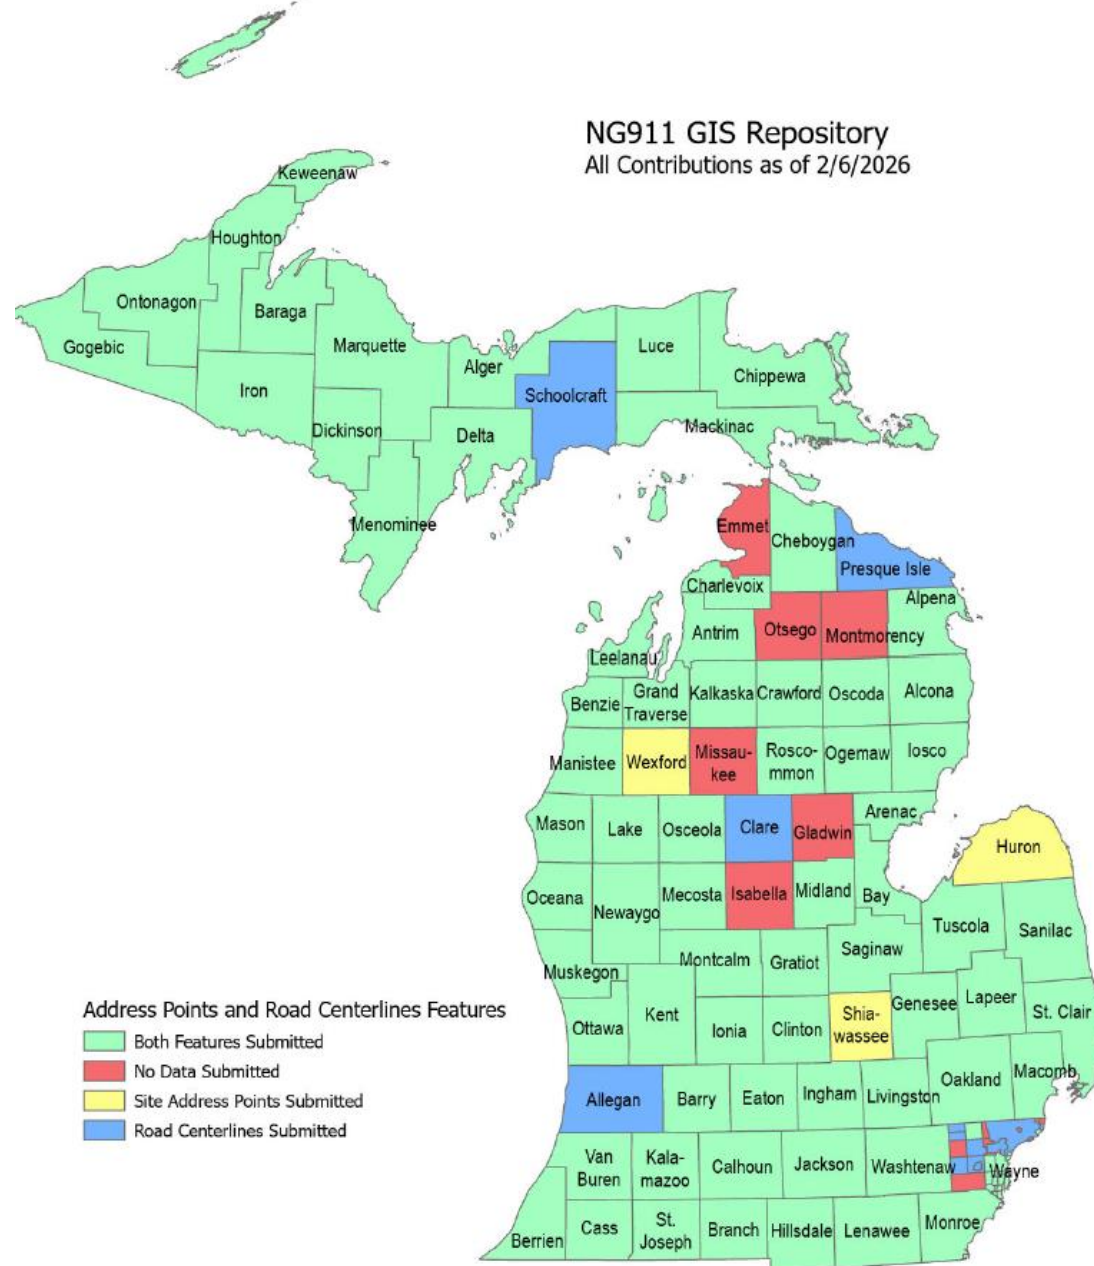 NG911 GIS Repository
All Contributions as of 2/6/2026
Keweenaw
Houghton
Ontonagon
Baraga
Gogebic
Marquette
Iron
Alger
Luce
Chippewa
Schoolcraft
Dickinson
Delta
Mackinac
Menominee
Emmet
Cheboygan
Presque Isle
Charlevoix
Alpena
Antrim
Otsego
Montmorency
Leelanau
Benzie
Grand
Traverse
Kalkaska
Crawford
Oscoda
Alcona
Manistee
Wexford
Missau-
kee
Rosco-
mmon
Ogemaw
Iosco
Mason
Lake
Osceola
Clare
Gladwin
Arenac
Huron
Oceana
Newaygo
Mecosta
Isabella
Midland
Bay
Tuscola
Sanilac
Muskegon
Montcalm
Gratiot
Saginaw
Ottawa
Kent
Ionia
Clinton
Shia-
wassee
Genesee
Lapeer
St. Clair
Allegan
Barry
Eaton
Ingham
Livingston
Oakland
Macomb
Van
Buren
Kala-
mazoo
Calhoun
Jackson
Washtenaw
Wayne
Berrien
Cass
St.
Joseph
Branch
Hillsdale
Lenawee
Monroe
Address Points and Road Centerlines Features
Both Features Submitted
No Data Submitted
Site Address Points Submitted
Road Centerlines Submitted